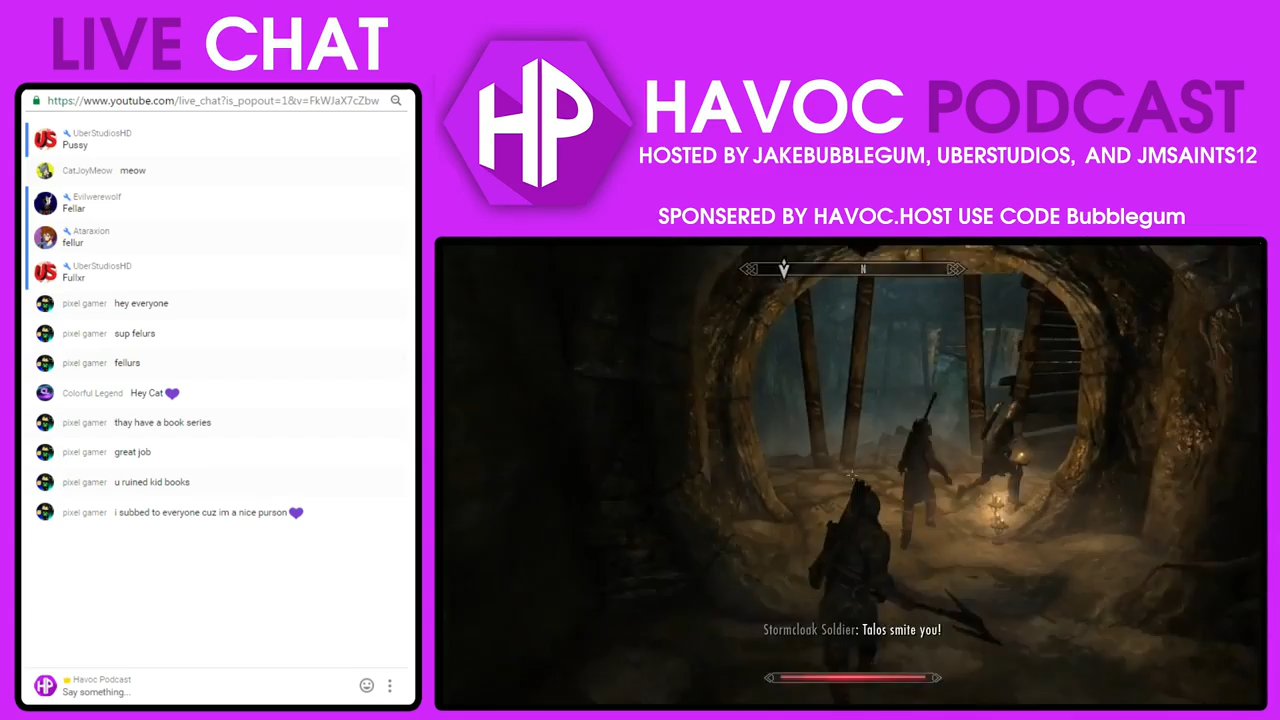 LIVE CHAT
https://www.youtube.com/live_chat?is_popout=1&v=FkWJaX7cZbw
US UberStudiosHD
Pussy
CatJoyMeow meow
Evilwerewolf
Fellar
Ataraxion
fellur
US UberStudiosHD
Fullxr
pixel gamer hey everyone
pixel gamer sup felurs
pixel gamer fellurs
Colorful Legend Hey Cat 💜
pixel gamer thay have a book series
pixel gamer great job
pixel gamer u ruined kid books
pixel gamer i subbed to everyone cuz im a nice purson 💜
HP Havoc Podcast
Say something...
HP
HAVOC PODCAST
HOSTED BY JAKEBUBBLEGUM, UBERSTUDIOS, AND JMSAINTS12
SPONSERED BY HAVOC.HOST USE CODE Bubblegum
N
Stormcloak Soldier: Talos smite you!